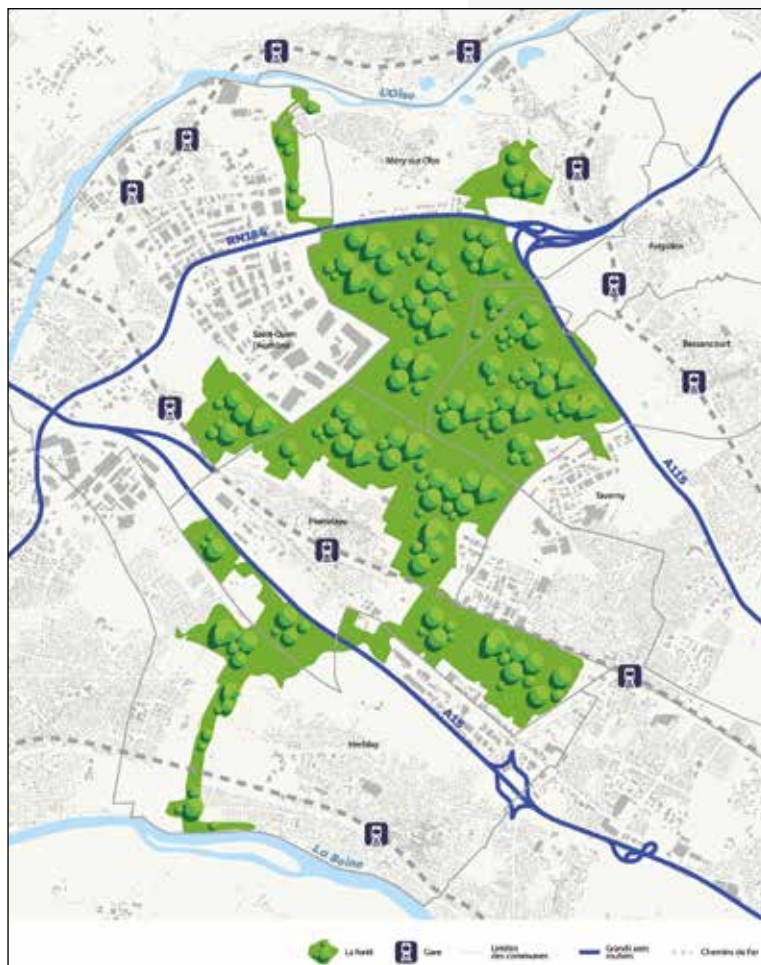 L'Oise
Méry-sur-Oise
RN184
Frépillon
Saint-Ouen
l'Aumône
Bessancourt
A115
Taverny
Pierrelaye
A15
Herblay
La Seine
La forêt
Gare
Limites
des communes
Grands axes
routiers
Chemins de fer